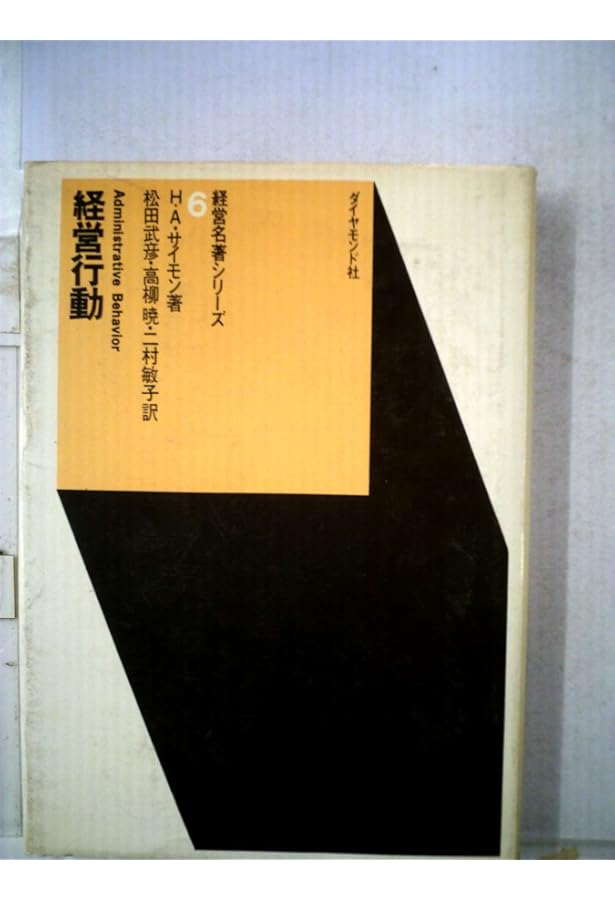 ダイヤモンド社
経営名著シリーズ
6
H・A・サイモン著
松田武彦・高柳 暁・二村敏子訳
Administrative Behavior
経営行動